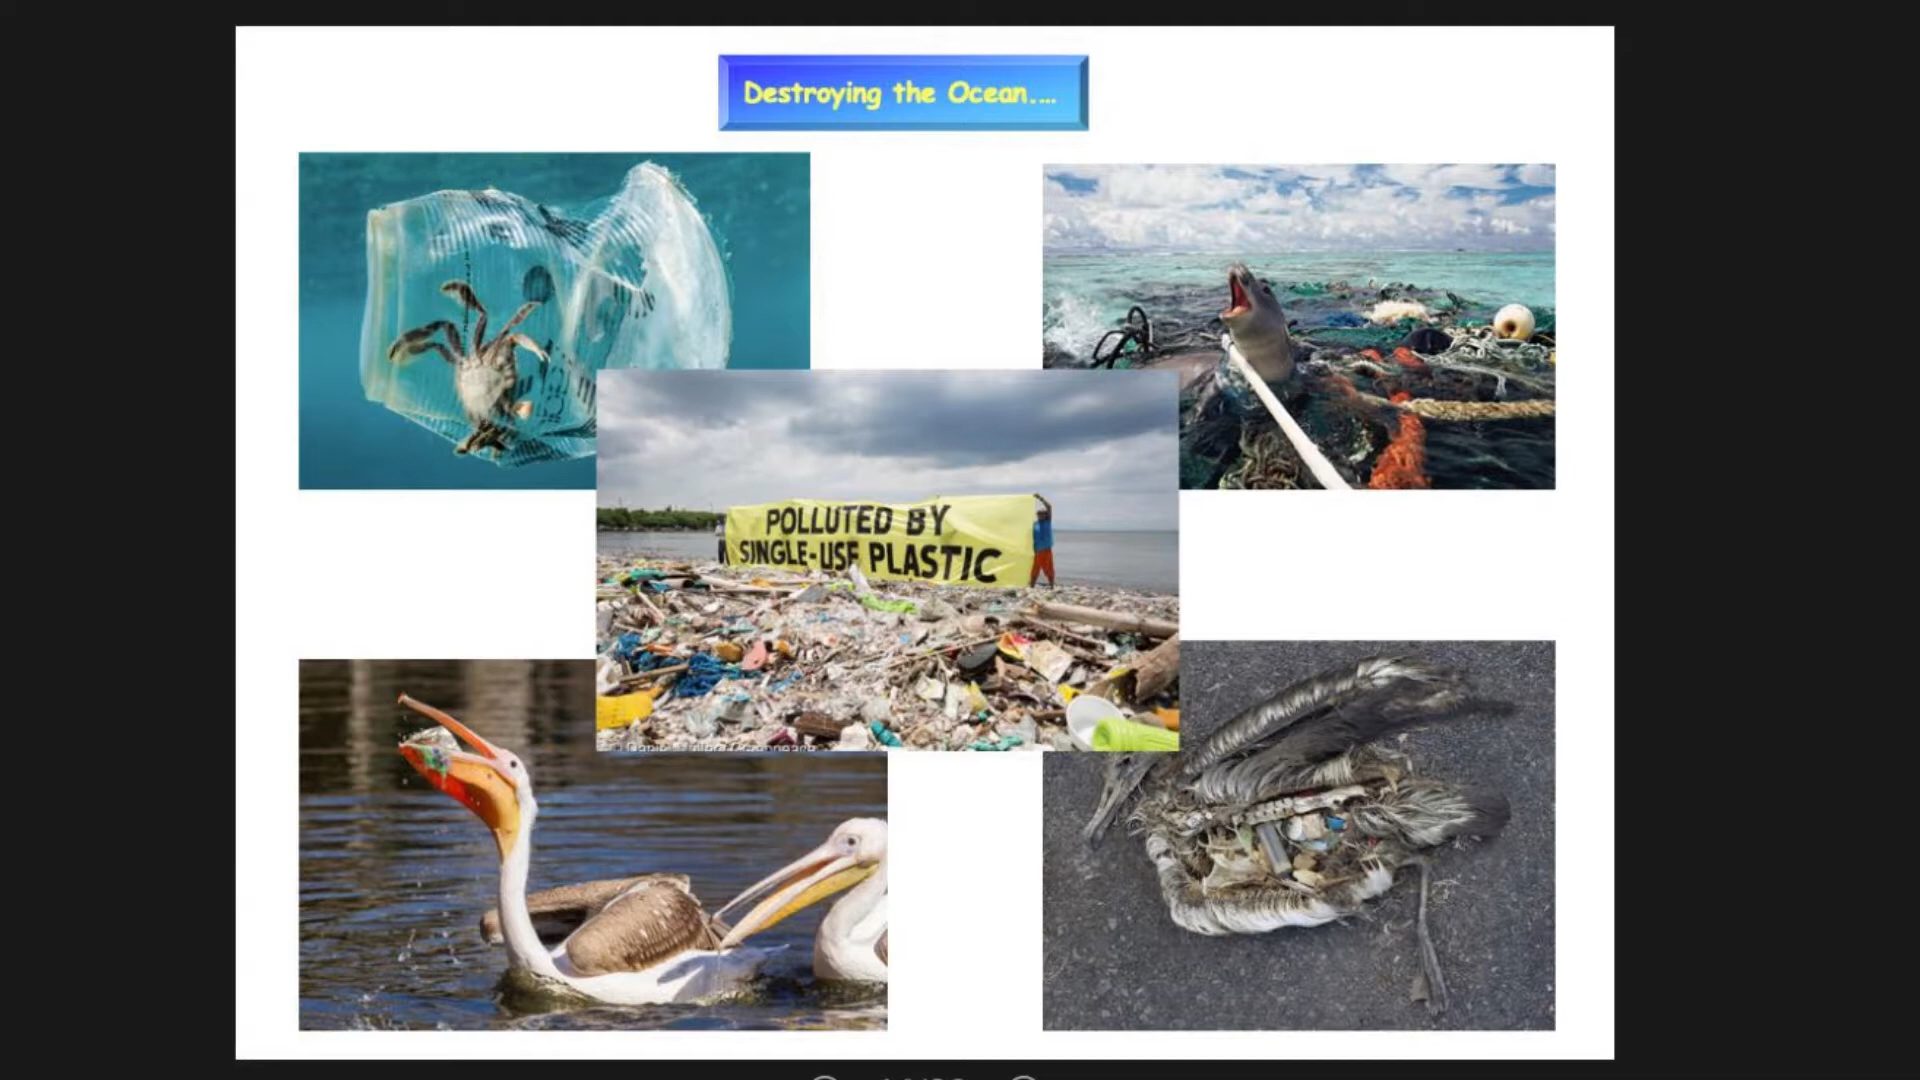 Destroying the Ocean....
POLLUTED BY
SINGLE-USE PLASTIC